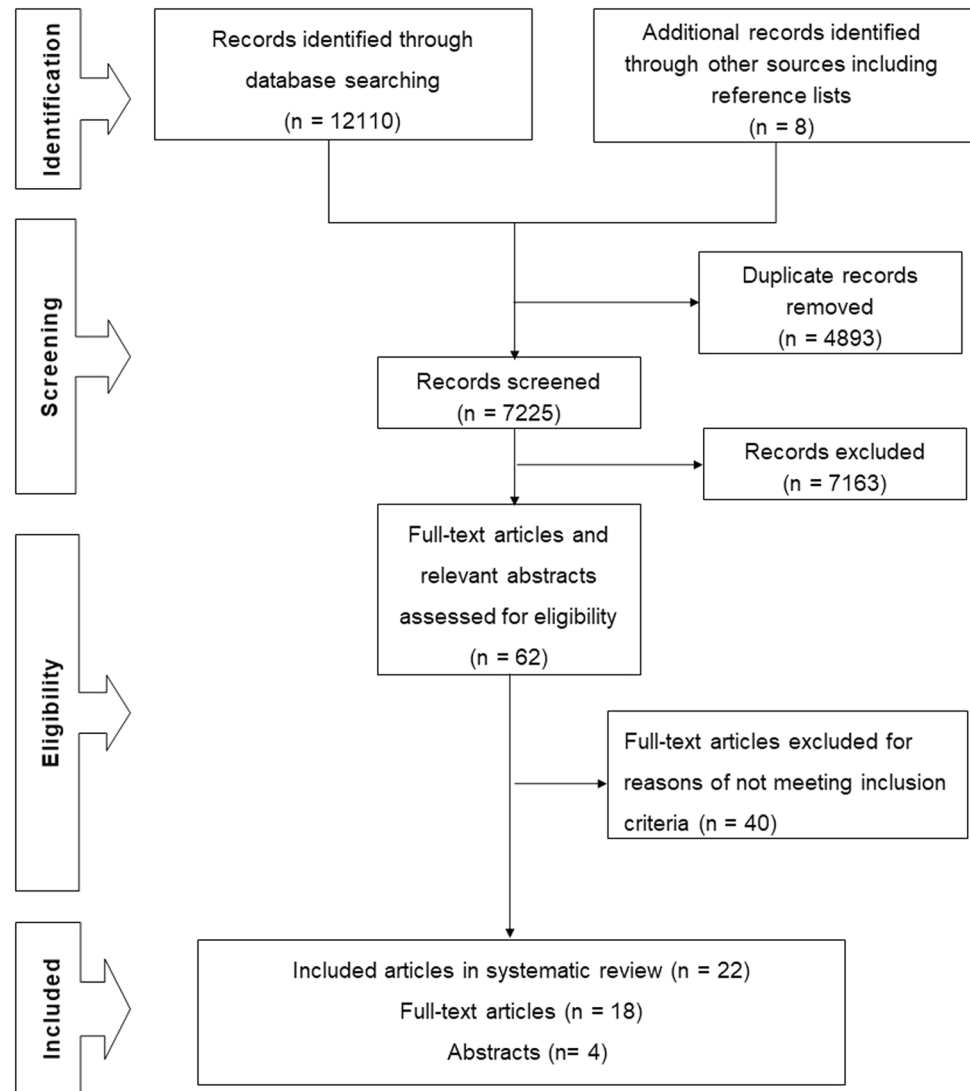 Identification
Records identified through
database searching
(n = 12110)
Additional records identified
through other sources including
reference lists
(n = 8)
Screening
Duplicate records
removed
(n = 4893)
Records screened
(n = 7225)
Records excluded
(n = 7163)
Eligibility
Full-text articles and
relevant abstracts
assessed for eligibility
(n = 62)
Full-text articles excluded for
reasons of not meeting inclusion
criteria (n = 40)
Included
Included articles in systematic review (n = 22)
Full-text articles (n = 18)
Abstracts (n= 4)